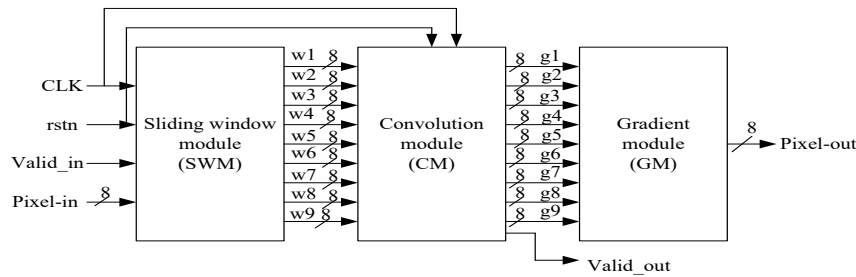 CLK
rstn
Valid_in
Pixel-in
8
Sliding window
module
(SWM)
w1 8
w2 8
w3 8
w4 8
w5 8
w6 8
w7 8
w8 8
w9 8
Convolution
module
(CM)
8 g1
8 g2
8 g3
8 g4
8 g5
8 g6
8 g7
8 g8
8 g9
Gradient
module
(GM)
8
Pixel-out
Valid_out